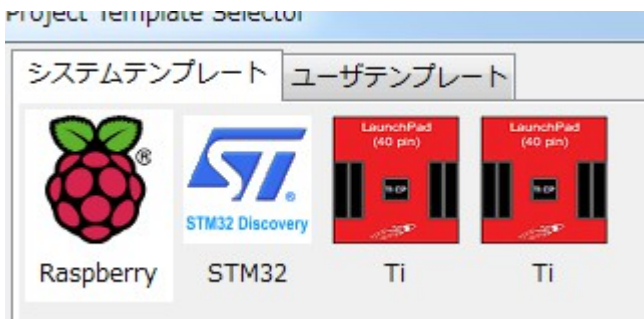 Project Template Selector
システムテンプレート
ユーザテンプレート
®
ST
STM32 Discovery
LaunchPad
(40 pin)
LaunchPad
(40 pin)
Raspberry
STM32
Ti
Ti